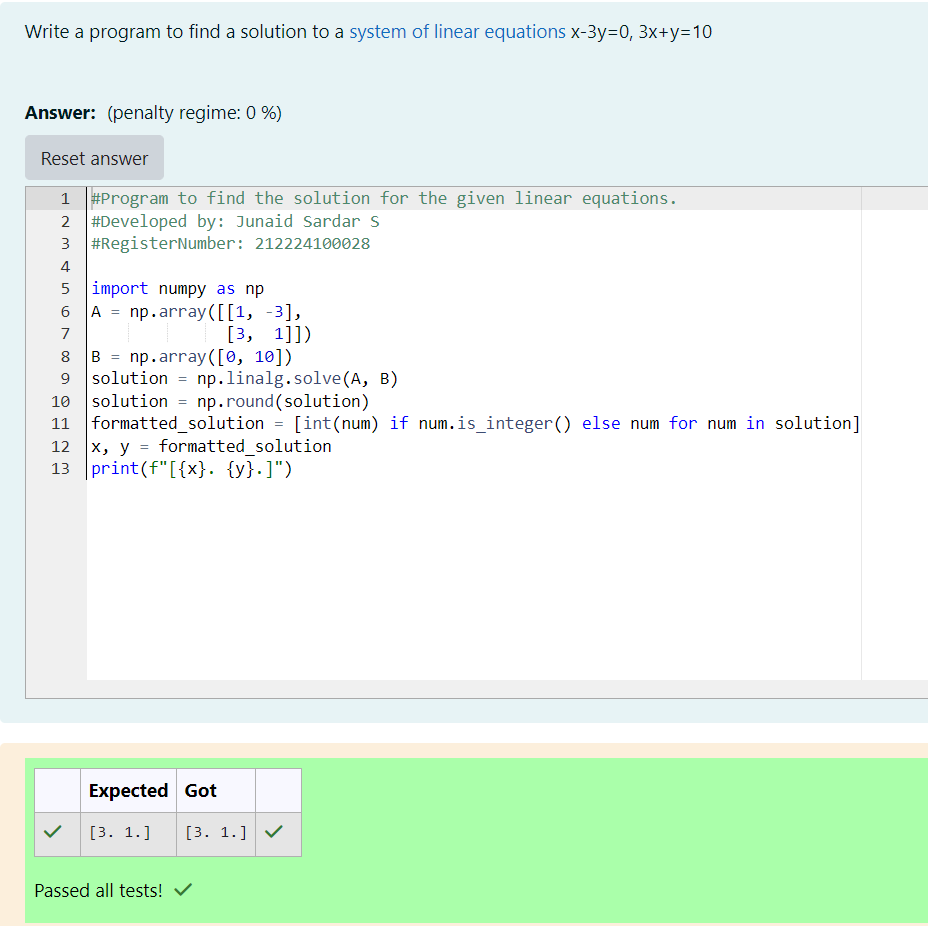 Write a program to find a solution to a system of linear equations x-3y=0, 3x+y=10
Answer: (penalty regime: 0 %)
Reset answer
1 #Program to find the solution for the given linear equations.
2 #Developed by: Junaid Sardar S
3 #RegisterNumber: 212224100028
4
5 import numpy as np
6 A = np.array([[1, -3],
7               [3,  1]])
8 B = np.array([0, 10])
9 solution = np.linalg.solve(A, B)
10 solution = np.round(solution)
11 formatted_solution = [int(num) if num.is_integer() else num for num in solution]
12 x, y = formatted_solution
13 print(f"[{x}. {y}.]")
Expected Got
[3. 1.] [3. 1.]
Passed all tests!